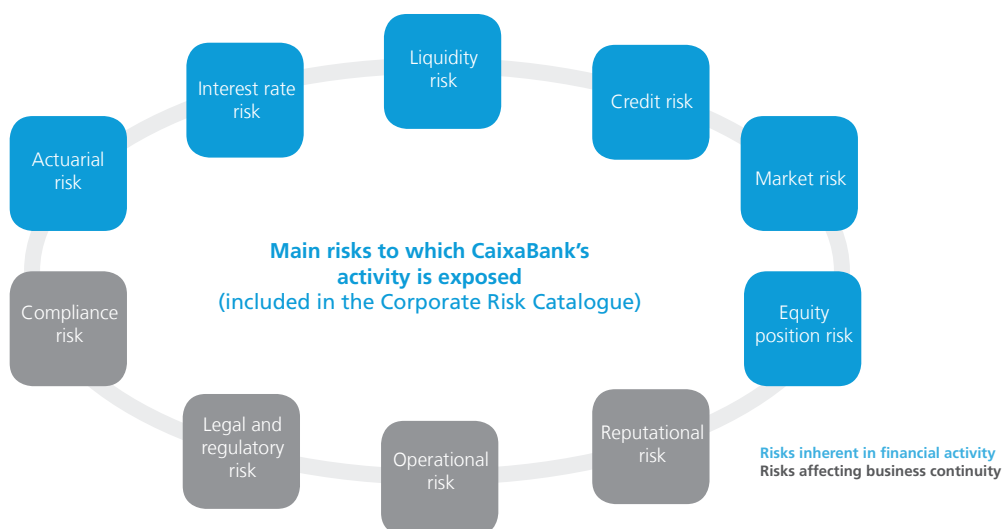 Liquidity
risk
Interest rate
risk
Credit risk
Actuarial
risk
Market risk
Main risks to which CaixaBank's
activity is exposed
(included in the Corporate Risk Catalogue)
Compliance
risk
Equity
position risk
Legal and
regulatory
risk
Operational
risk
Reputational
risk
Risks inherent in financial activity
Risks affecting business continuity